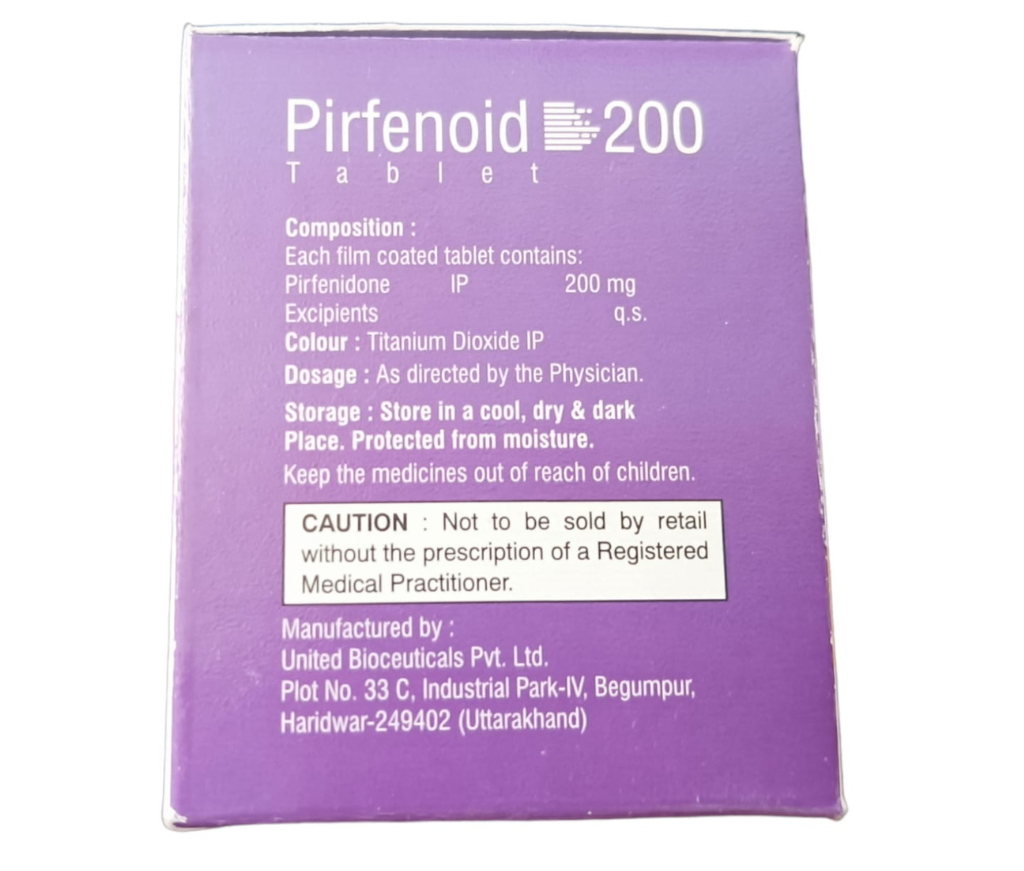 Pirfenoid 200
Tablet
Composition :
Each film coated tablet contains:
Pirfenidone IP 200 mg
Excipients q.s.
Colour : Titanium Dioxide IP
Dosage : As directed by the Physician.
Storage : Store in a cool, dry & dark
Place. Protected from moisture.
Keep the medicines out of reach of children.
CAUTION : Not to be sold by retail
without the prescription of a Registered
Medical Practitioner.
Manufactured by :
United Bioceuticals Pvt. Ltd.
Plot No. 33 C, Industrial Park-IV, Begumpur,
Haridwar-249402 (Uttarakhand)